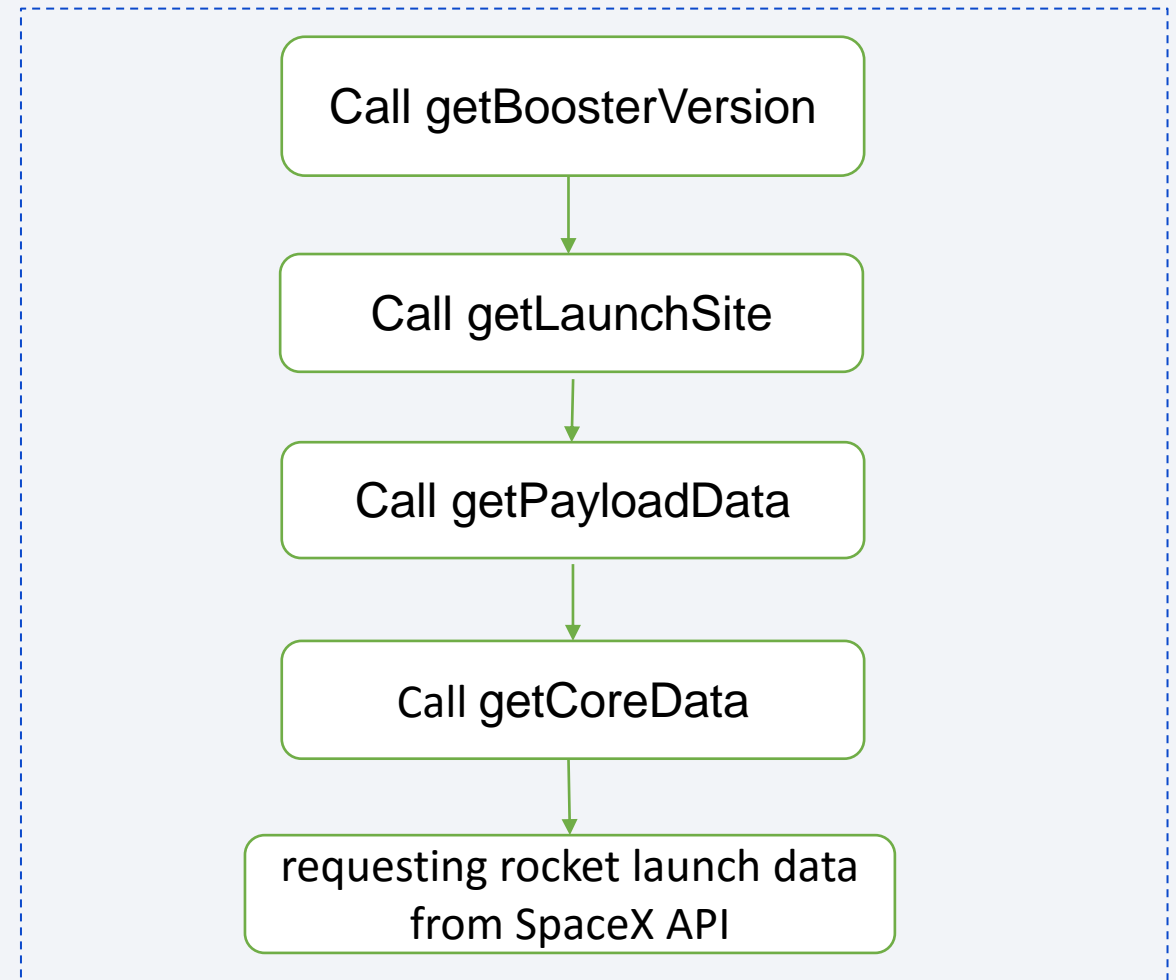 Call getBoosterVersion
Call getLaunchSite
Call getPayloadData
Call getCoreData
requesting rocket launch data
from SpaceX API